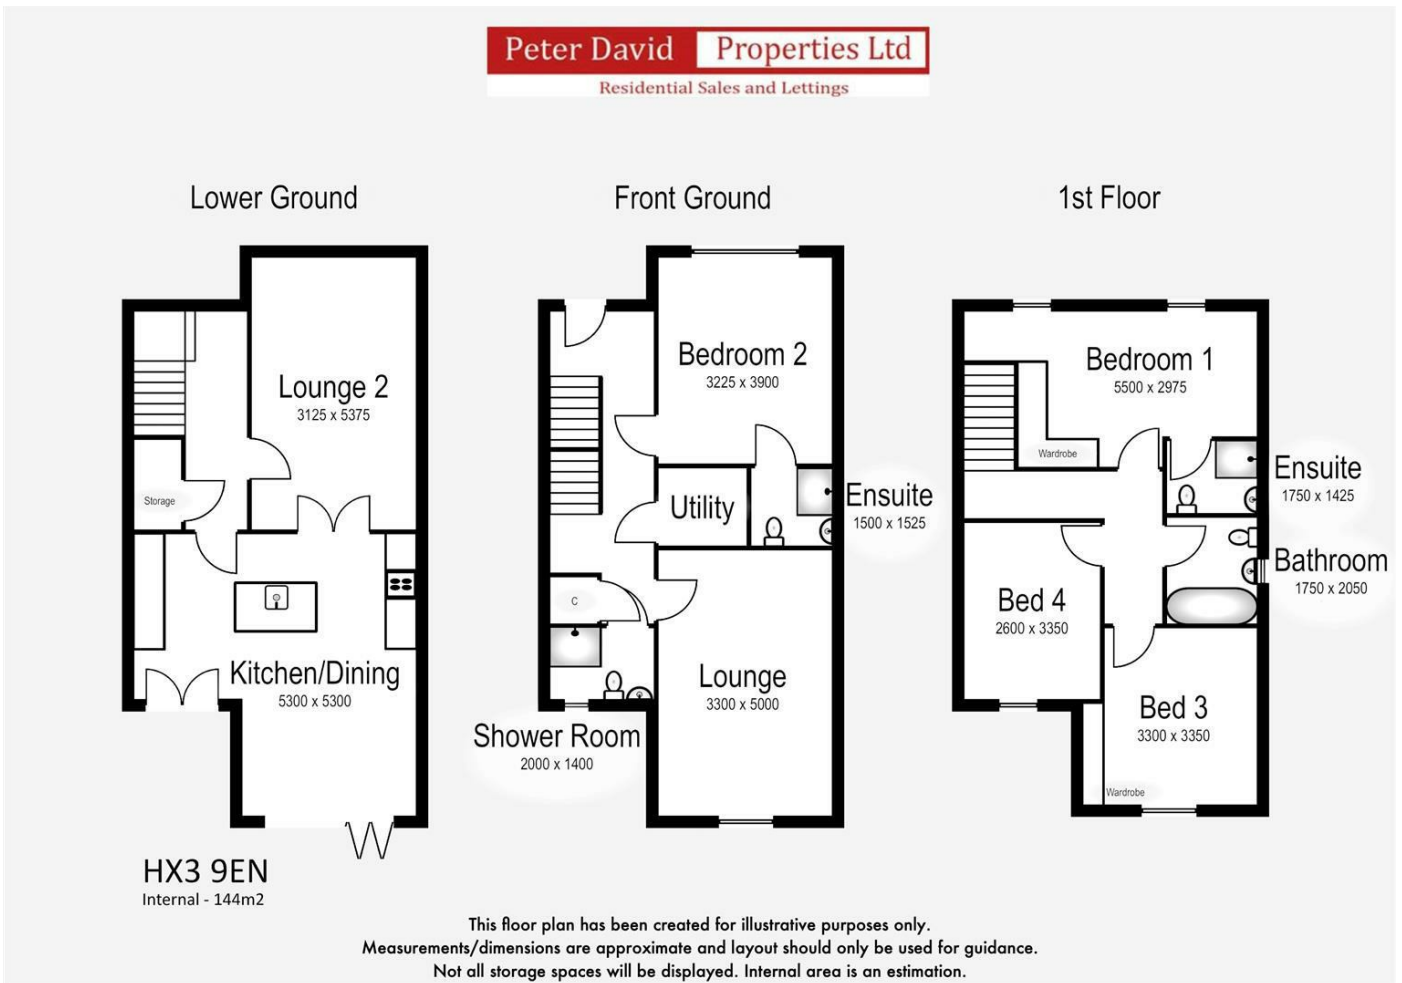 Peter David Properties Ltd
Residential Sales and Lettings
Lower Ground
Front Ground
1st Floor
Lounge 2
3125 x 5375
Storage
Kitchen/Dining
5300 x 5300
Bedroom 2
3225 x 3900
Utility
Ensuite
1500 x 1525
C
Lounge
3300 x 5000
Shower Room
2000 x 1400
Bedroom 1
5500 x 2975
Wardrobe
Ensuite
1750 x 1425
Bathroom
1750 x 2050
Bed 4
2600 x 3350
Bed 3
3300 x 3350
Wardrobe
HX3 9EN
Internal - 144m2
This floor plan has been created for illustrative purposes only.
Measurements/dimensions are approximate and layout should only be used for guidance.
Not all storage spaces will be displayed. Internal area is an estimation.